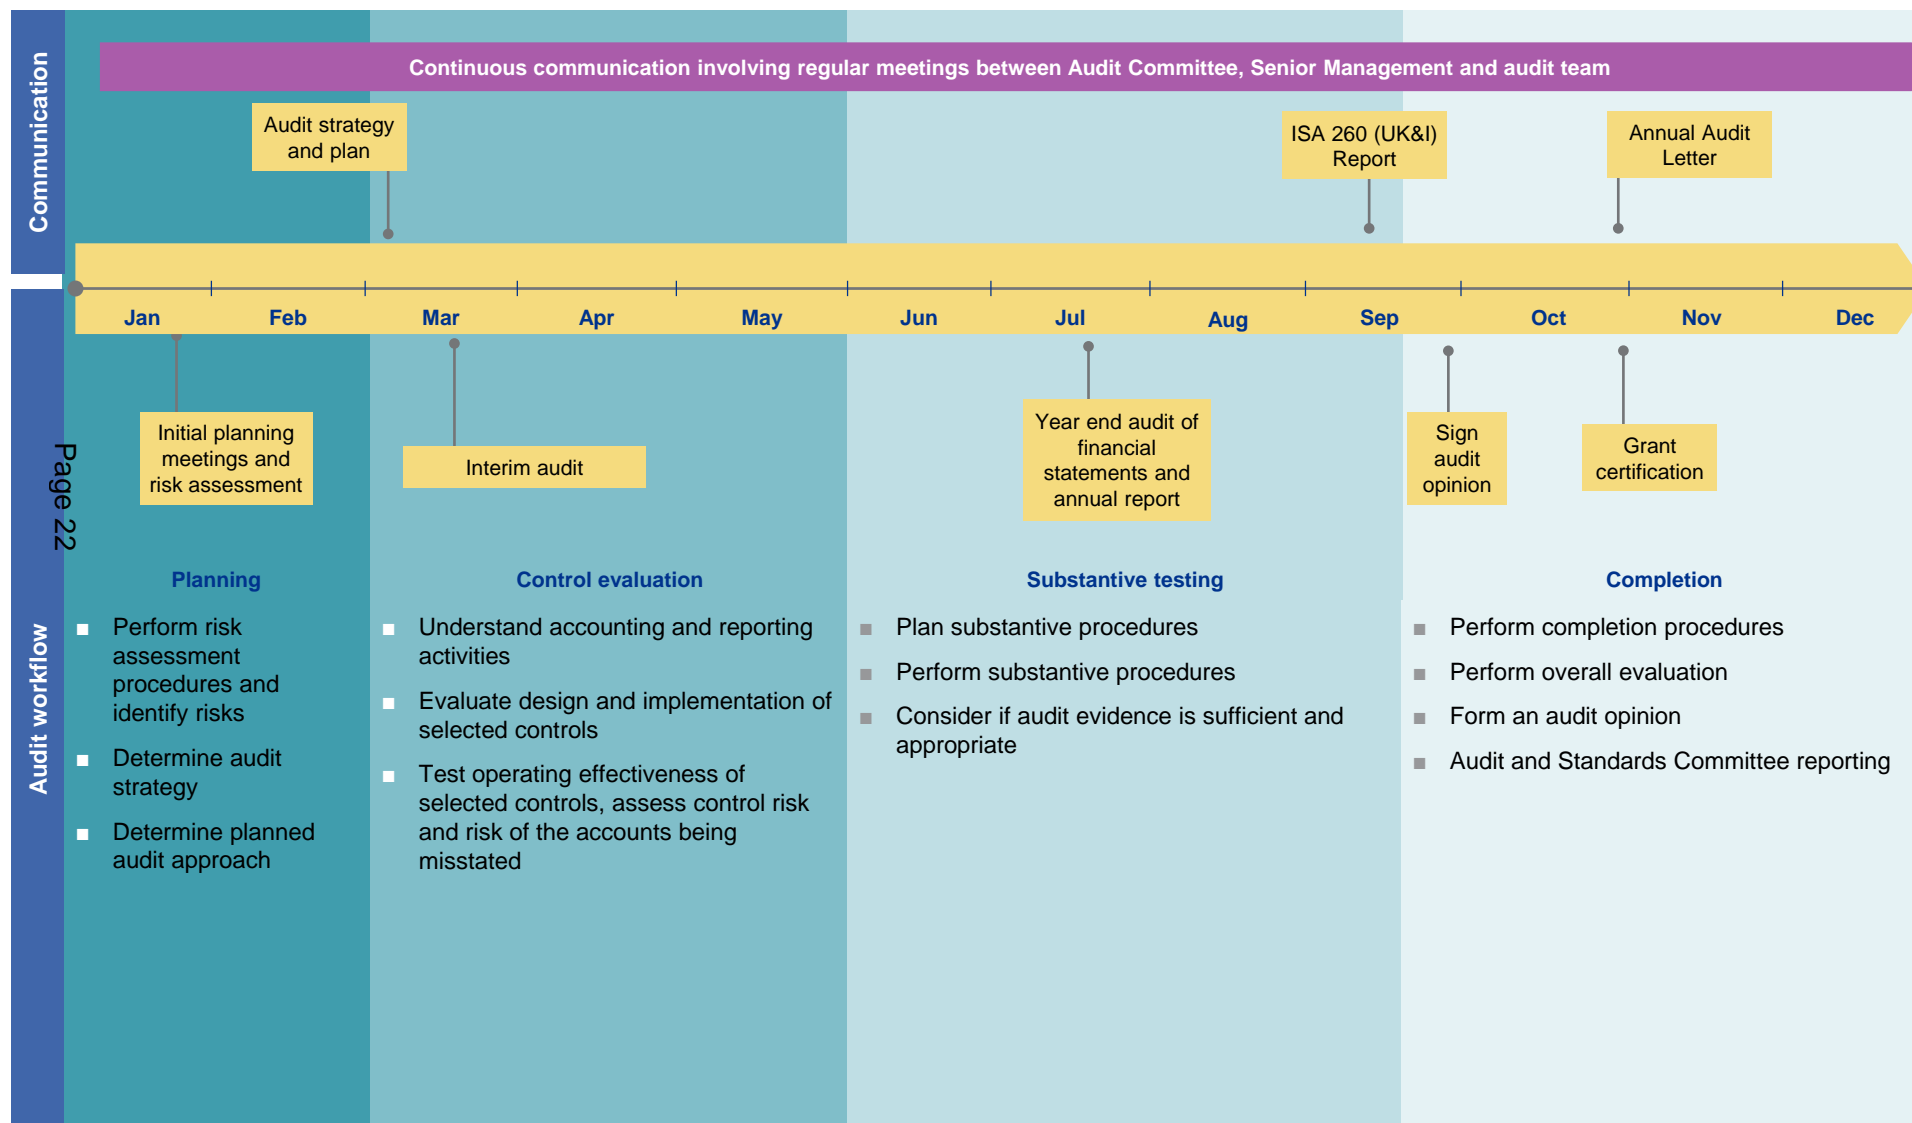 Communication
Continuous communication involving regular meetings between Audit Committee, Senior Management and audit team
Audit strategy
and plan
ISA 260 (UK&I)
Report
Annual Audit
Letter
Jan
Feb
Mar
Apr
May
Jun
Jul
Aug
Sep
Oct
Nov
Dec
Audit workflow
Page 22
Initial planning
meetings and
risk assessment
Interim audit
Year end audit of
financial
statements and
annual report
Sign
audit
opinion
Grant
certification
Planning
■ Perform risk
assessment
procedures and
identify risks
■ Determine audit
strategy
■ Determine planned
audit approach
Control evaluation
■ Understand accounting and reporting
activities
■ Evaluate design and implementation of
selected controls
■ Test operating effectiveness of
selected controls, assess control risk
and risk of the accounts being
misstated
Substantive testing
■ Plan substantive procedures
■ Perform substantive procedures
■ Consider if audit evidence is sufficient and
appropriate
Completion
■ Perform completion procedures
■ Perform overall evaluation
■ Form an audit opinion
■ Audit and Standards Committee reporting